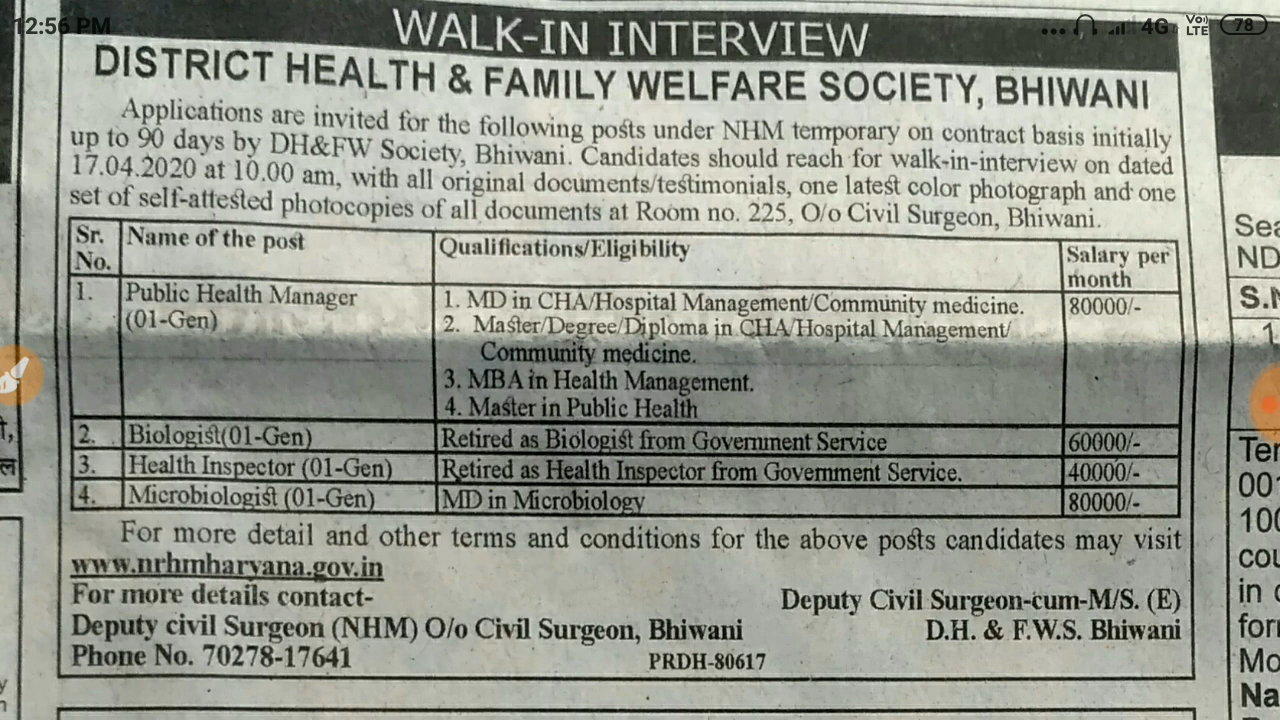 12:56 PM
4G
Vo) LTE
78
WALK-IN INTERVIEW
DISTRICT HEALTH & FAMILY WELFARE SOCIETY, BHIWANI
Applications are invited for the following posts under NHM temporary on contract basis initially
up to 90 days by DH&FW Society, Bhiwani. Candidates should reach for walk-in-interview on dated
17.04.2020 at 10.00 am, with all original documents/testimonials, one latest color photograph and one
set of self-attested photocopies of all documents at Room no. 225, O/o Civil Surgeon, Bhiwani.
Sr. No. Name of the post Qualifications/Eligibility Salary per month
1. Public Health Manager (01-Gen) 1. MD in CHA/Hospital Management/Community medicine. 80000/-
2. Master/Degree/Diploma in CHA/Hospital Management/
Community medicine.
3. MBA in Health Management.
4. Master in Public Health
2. Biologist(01-Gen) Retired as Biologist from Government Service 60000/-
3. Health Inspector (01-Gen) Retired as Health Inspector from Government Service. 40000/-
4. Microbiologist (01-Gen) MD in Microbiology 80000/-
For more detail and other terms and conditions for the above posts candidates may visit
www.nrhmharyana.gov.in
For more details contact-
Deputy Civil Surgeon-cum-M/S. (E)
Deputy civil Surgeon (NHM) O/o Civil Surgeon, Bhiwani
D.H. & F.W.S. Bhiwani
Phone No. 70278-17641
PRDH-80617
Sea
ND
S.N
1
Ter
001
100
cou
in
for
Mo
Na